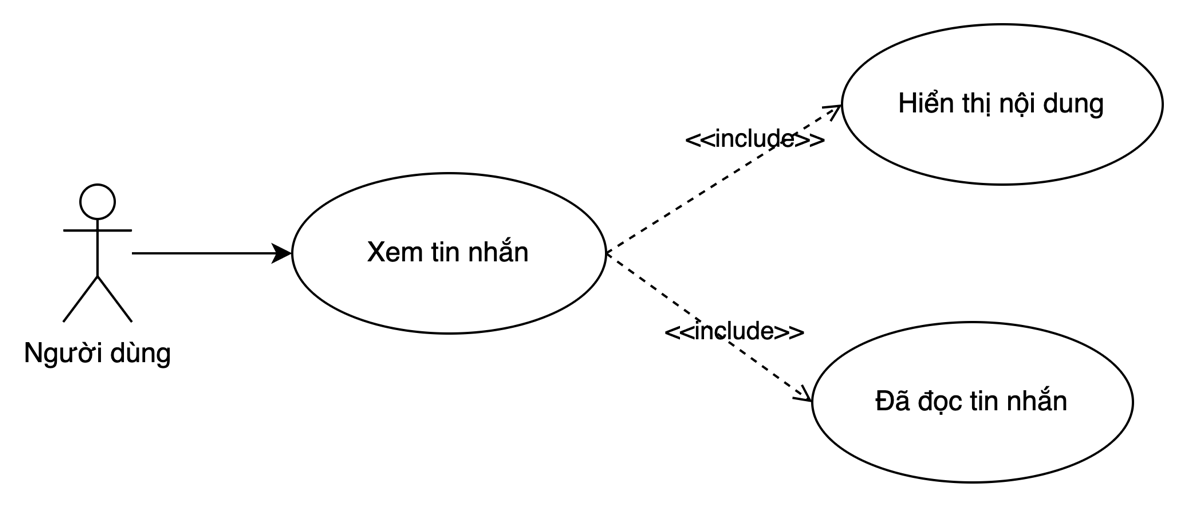 Hiển thị nội dung
<<include>>
Xem tin nhắn
<<include>>
Người dùng
Đã đọc tin nhắn